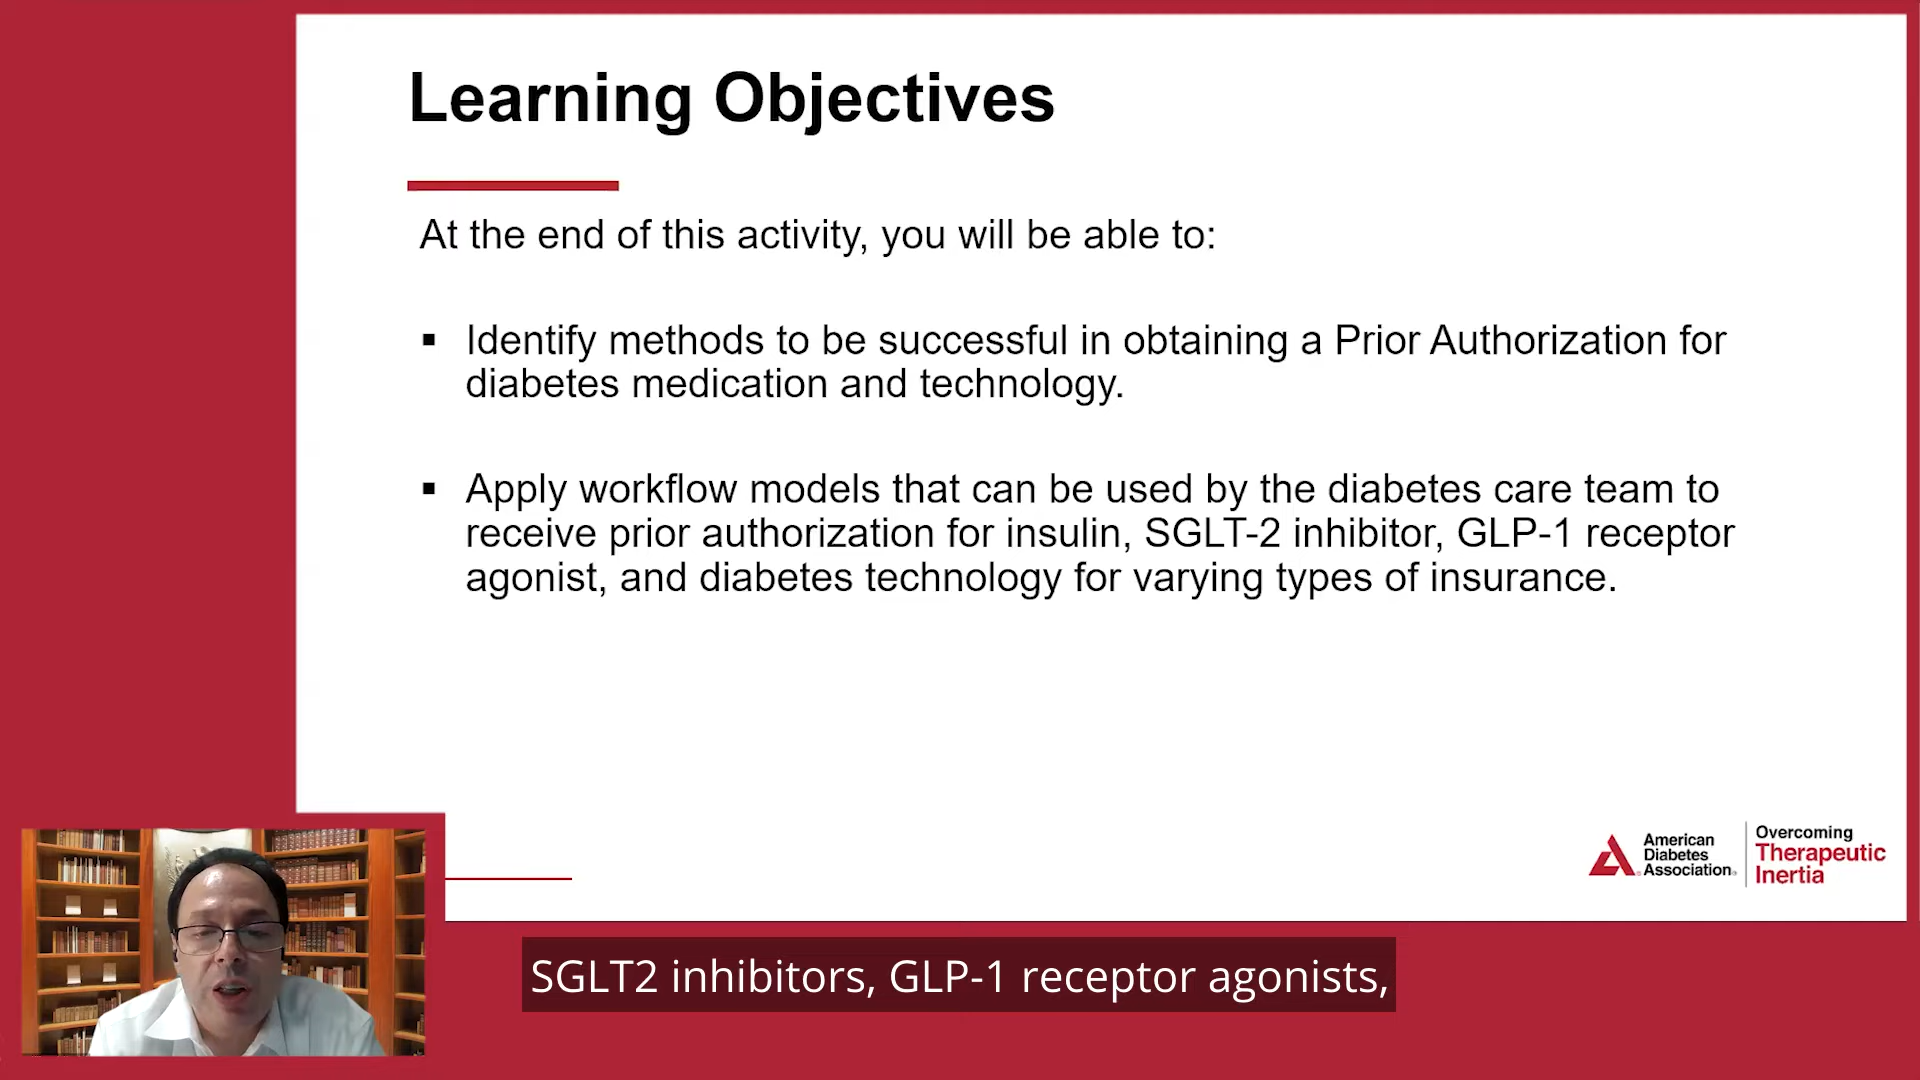 Learning Objectives
At the end of this activity, you will be able to:
▪ Identify methods to be successful in obtaining a Prior Authorization for
diabetes medication and technology.
▪ Apply workflow models that can be used by the diabetes care team to
receive prior authorization for insulin, SGLT-2 inhibitor, GLP-1 receptor
agonist, and diabetes technology for varying types of insurance.
American
Diabetes
Association®
Overcoming
Therapeutic
Inertia
SGLT2 inhibitors, GLP-1 receptor agonists,